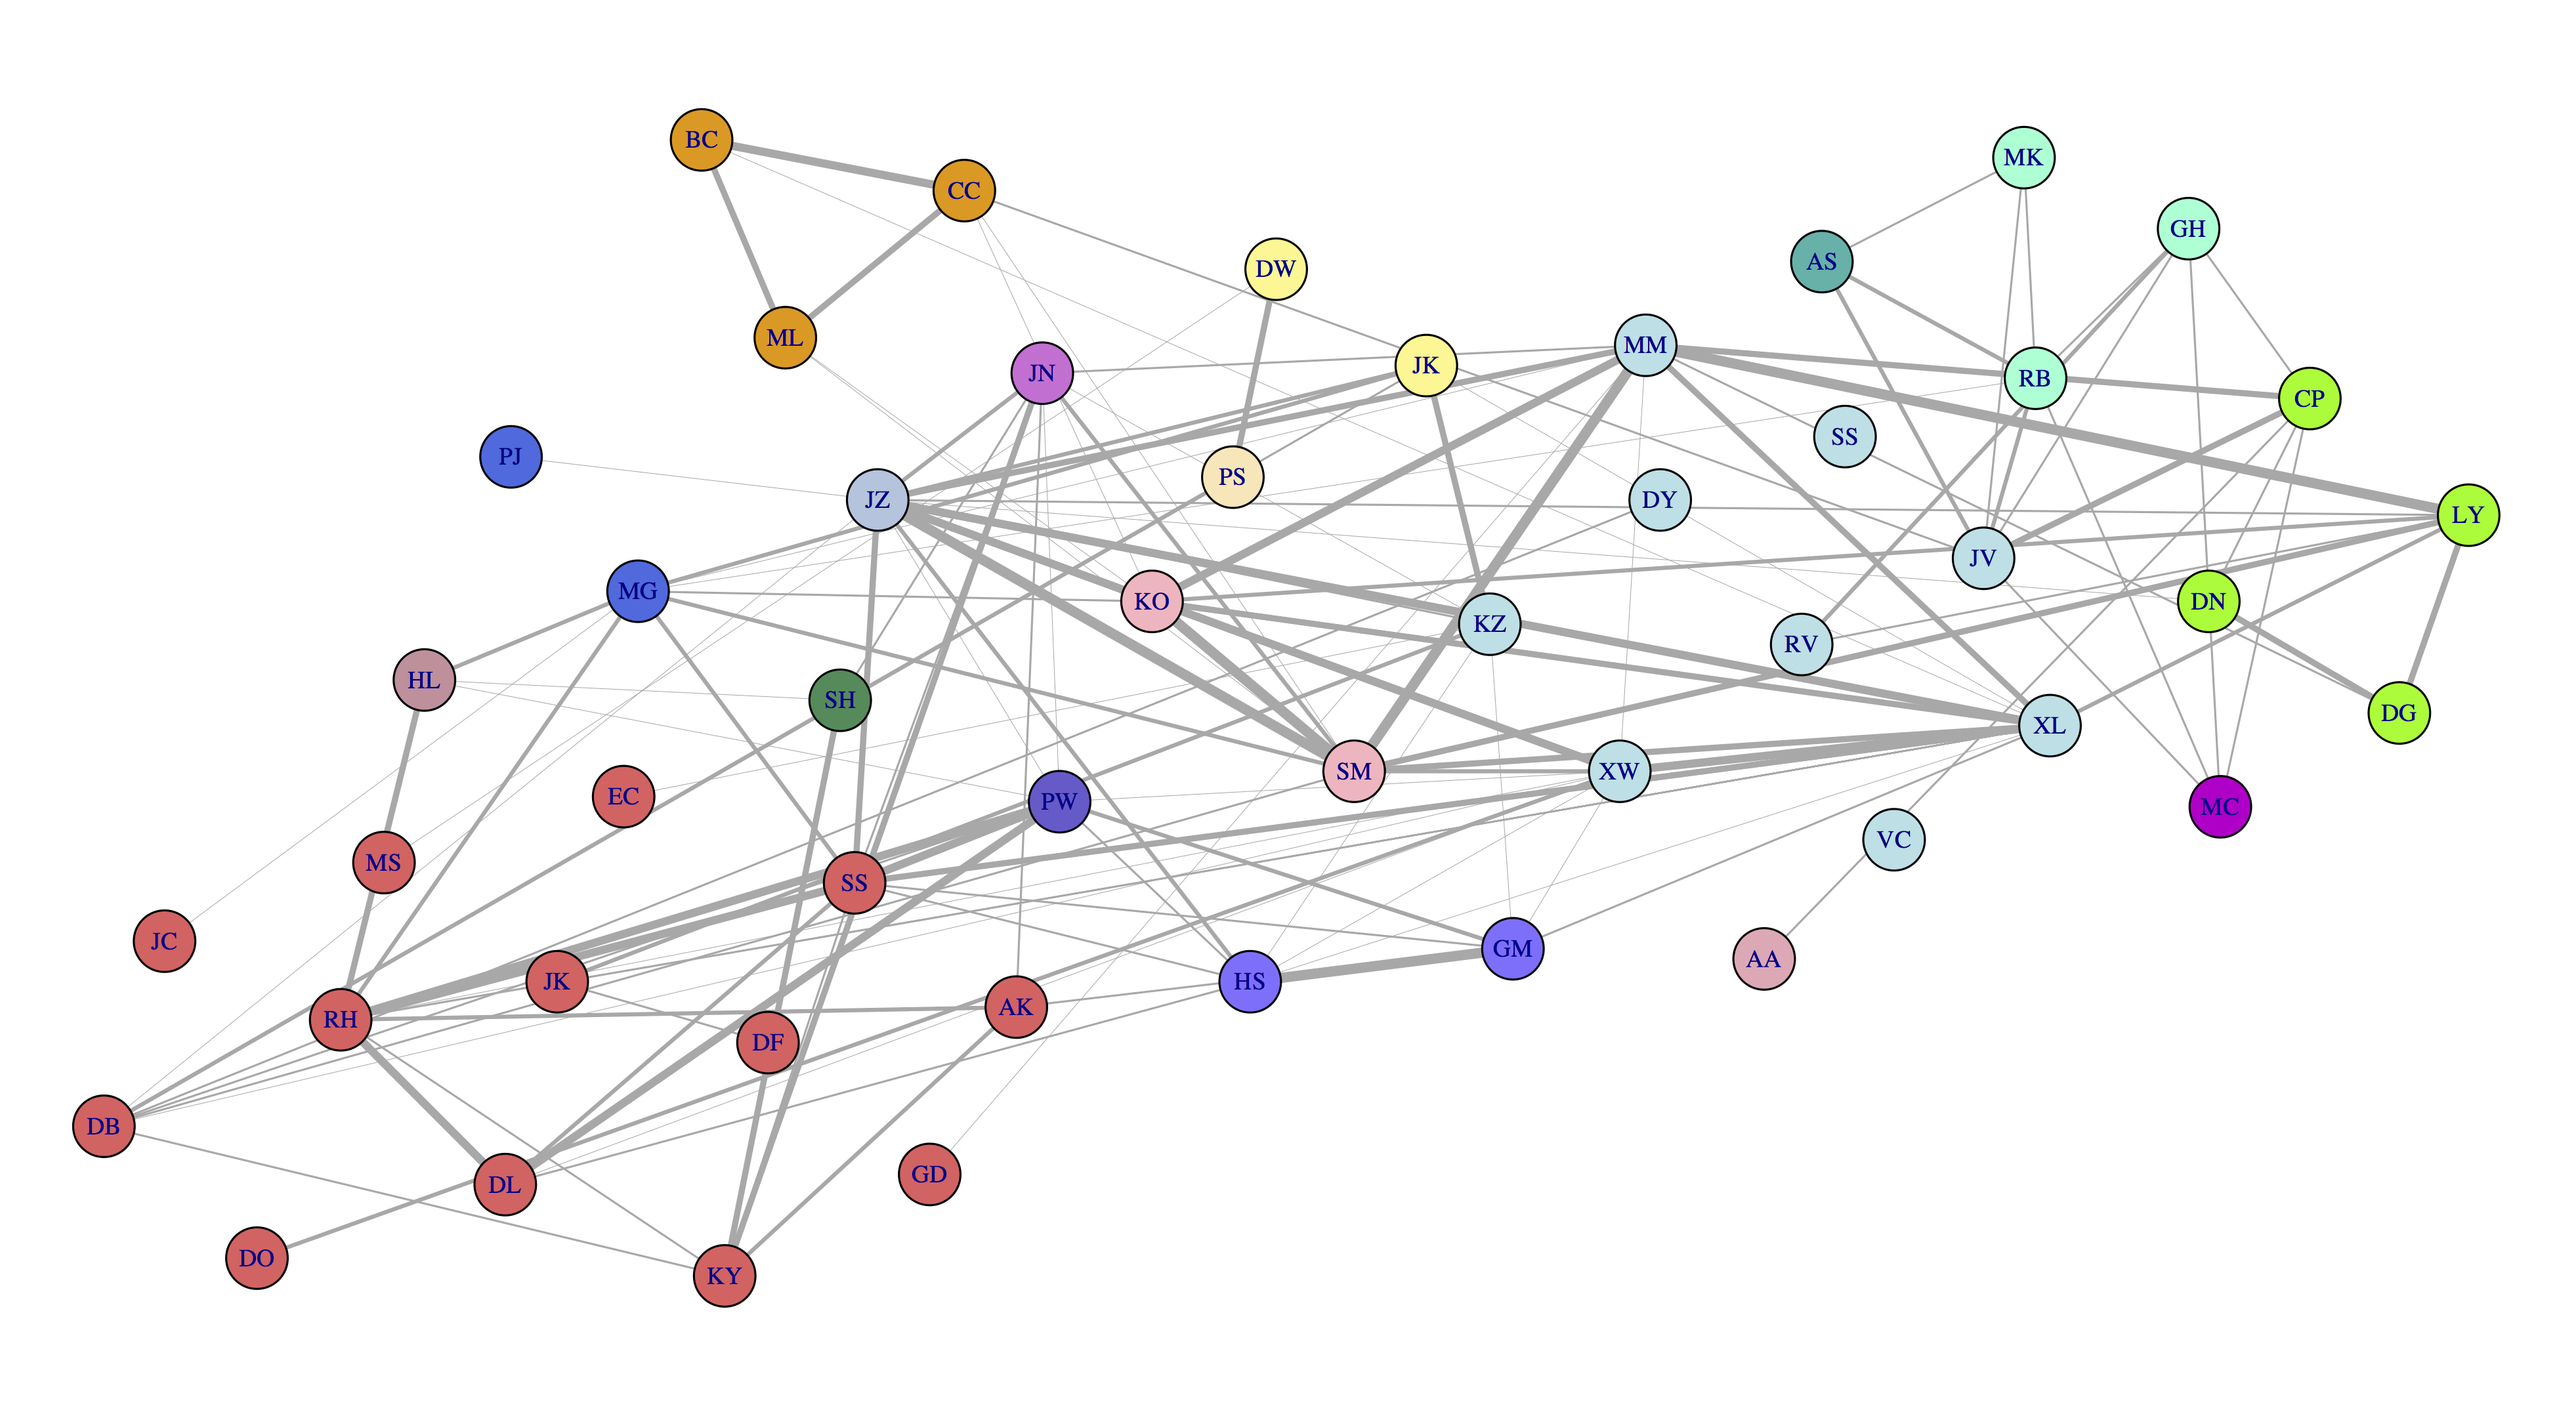 BC
MK
CC
GH
AS
DW
ML
MM
JK
JN
RB
CP
SS
PJ
PS
JZ
DY
LY
JV
MG
KO
DN
KZ
RV
HL
SH
DG
XL
SM
XW
EC
PW
MC
VC
MS
SS
JC
GM
AA
JK
HS
AK
RH
DF
DB
GD
DL
DO
KY